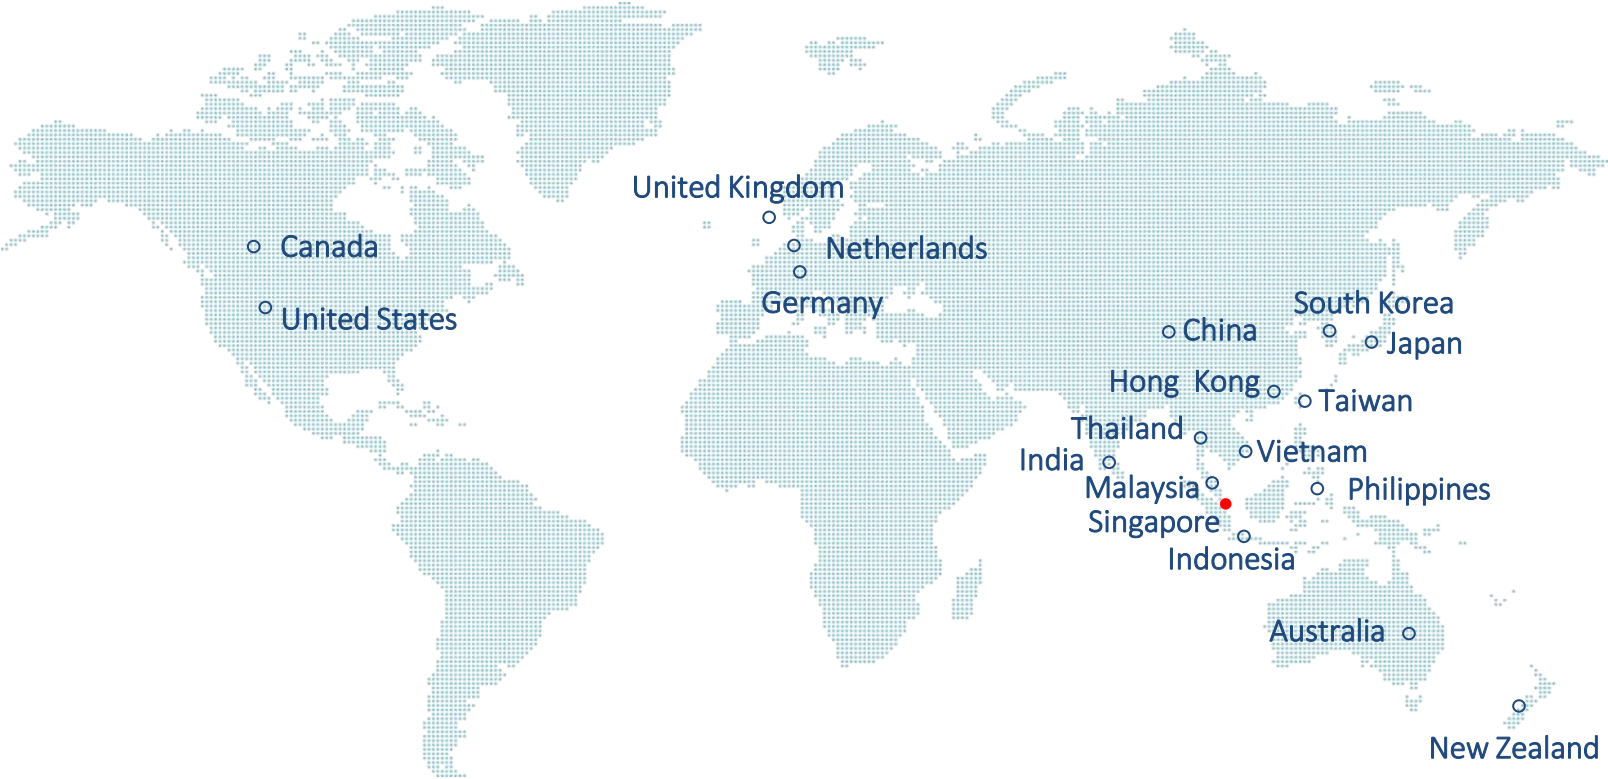 United Kingdom
Canada
Netherlands
Germany
United States
South Korea
China
Japan
Hong Kong
Taiwan
Thailand
Vietnam
India
Malaysia
Philippines
Singapore
Indonesia
Australia
New Zealand